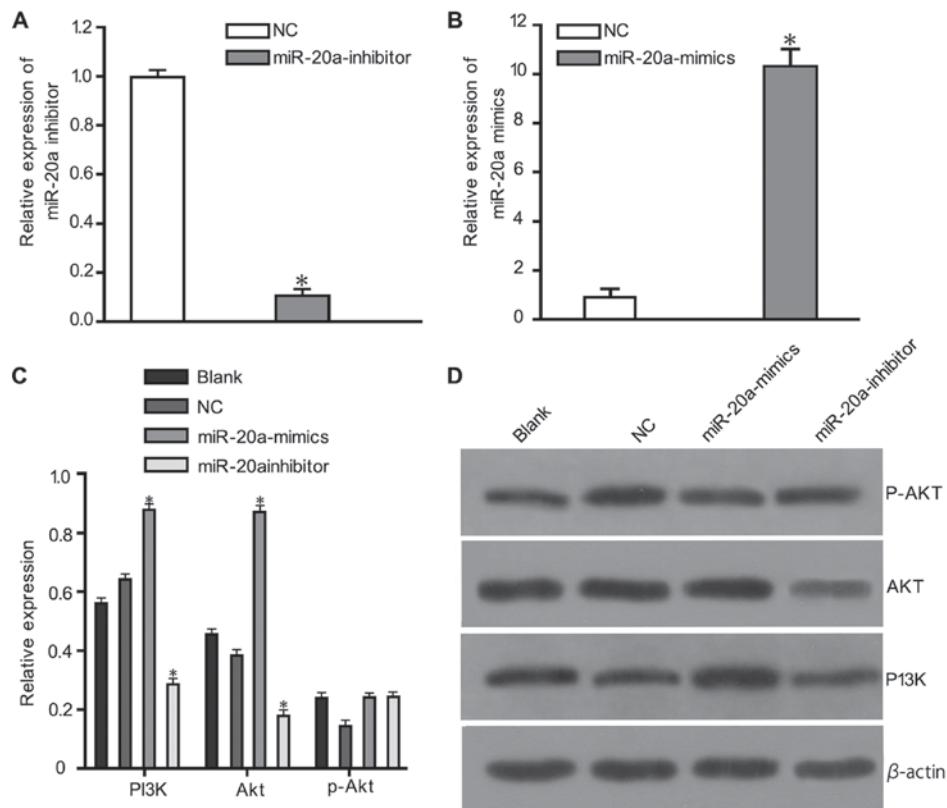 A
NC
miR-20a-inhibitor
Relative expression of
miR-20a inhibitor
1.2
1.0
0.8
0.6
0.4
0.2
0.0
*
B
NC
miR-20a-mimics
Relative expression of
miR-20a mimics
12
10
8
6
4
2
0
*
C
Blank
NC
miR-20a-mimics
miR-20ainhibitor
Relative expression
1.0
0.8
0.6
0.4
0.2
0
*
*
*
*
PI3K
Akt
p-Akt
D
Blank
NC
miR-20a-mimics
miR-20a-inhibitor
P-AKT
AKT
P13K
β-actin